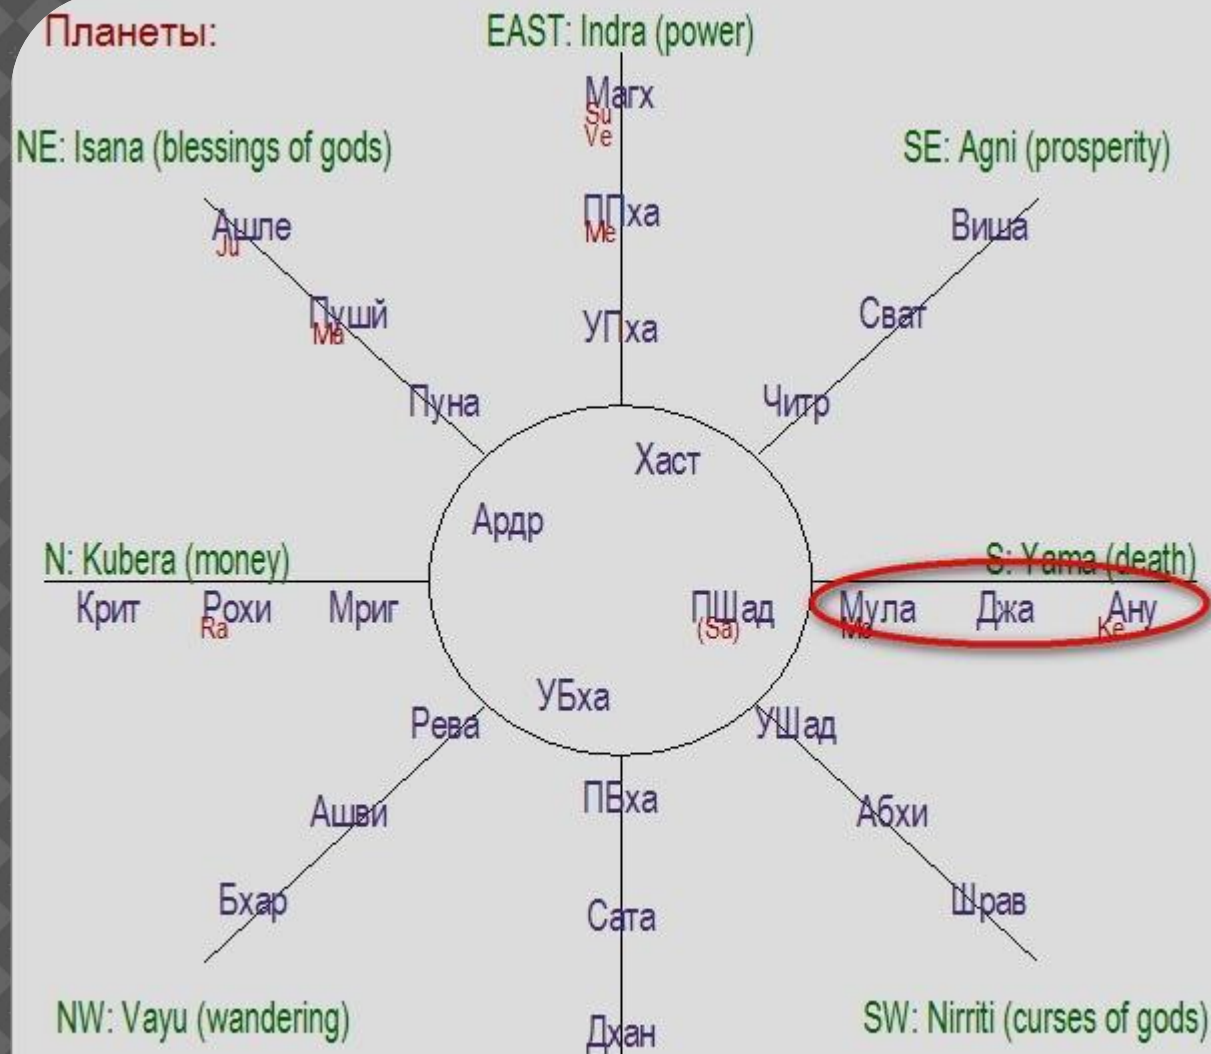 Планеты:
EAST: Indra (power)
Магх
Su
Ve
NE: Isana (blessings of gods)
SE: Agni (prosperity)
ППха
Me
Ашле
Ju
Виша
Пушй
Ma
Сват
УПха
Пуна
Читр
Хаст
Ардр
N: Kubera (money)
S: Yama (death)
Крит Рохи Мриг
Ra
ПШад
(Sa)
Мула Джа Ану
Mo Ke
УБха
Рева
УШад
ПБха
Ашви
Абхи
Бхар
Шрав
Сата
NW: Vayu (wandering)
SW: Nirriti (curses of gods)
Дхан